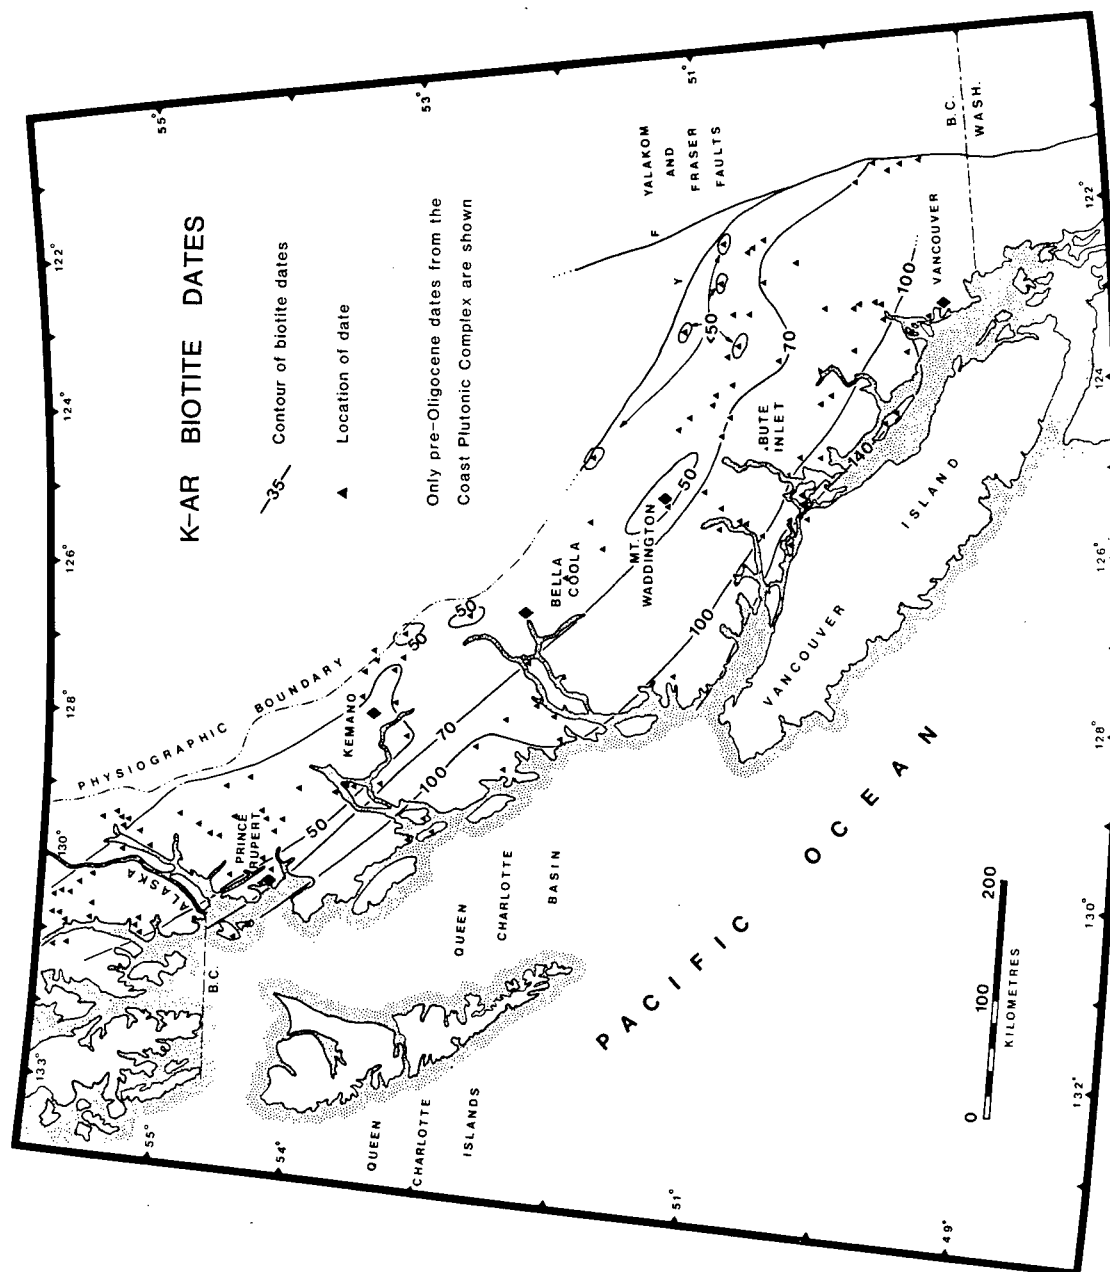 K-AR BIOTITE DATES
-35- Contour of biotite dates
Location of date
Only pre-Oligocene dates from the
Coast Plutonic Complex are shown
133°
130°
128°
126°
124°
122°
55°
53°
51°
55°
54°
51°
49°
132°
130°
128°
126°
124
122°
ALASKA
B.C.
PRINCE
RUPERT
PHYSIOGRAPHIC BOUNDARY
KEMANO
50
70
100
50
50
BELLA
COOLA
MT.
WADDINGTON
50
100
BUTE
INLET
70
<50
140
100
Y
F
YALAKOM
AND
FRASER
FAULTS
B.C.
WASH.
VANCOUVER
VANCOUVER
ISLAND
QUEEN
CHARLOTTE
BASIN
QUEEN
CHARLOTTE
ISLANDS
PACIFIC OCEAN
0 100 200
KILOMETRES